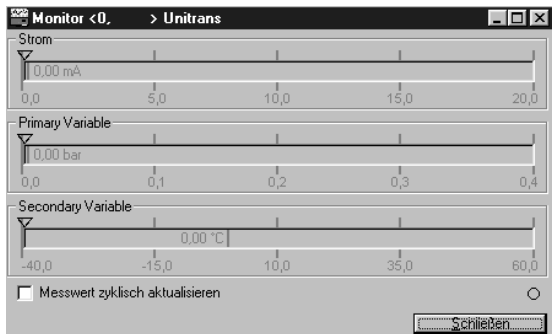 Monitor <0,        > Unitrans
Strom
0,00 mA
0,0 5,0 10,0 15,0 20,0
Primary Variable
0,00 bar
0,0 0,1 0,2 0,3 0,4
Secondary Variable
0,00 °C
-40,0 -15,0 10,0 35,0 60,0
Messwert zyklisch aktualisieren
Schließen